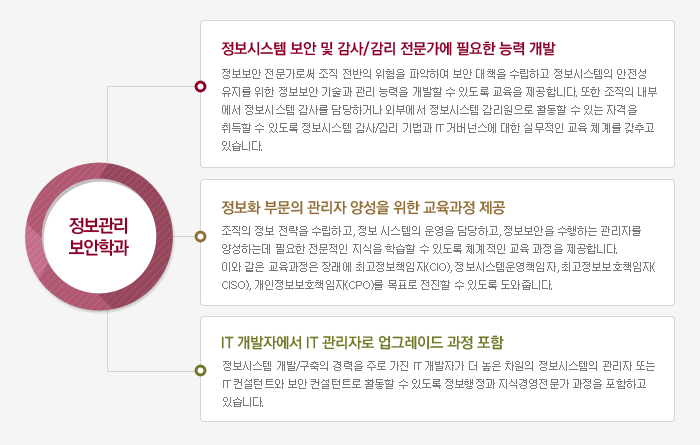 정보관리
보안학과
정보시스템 보안 및 감사/감리 전문가에 필요한 능력 개발
정보보안 전문가로써 조직 전반의 위험을 파악하여 보안 대책을 수립하고 정보시스템의 안전성
유지를 위한 정보보안 기술과 관리 능력을 개발할 수 있도록 교육을 제공합니다. 또한 조직의 내부
에서 정보시스템 감사를 담당하거나 외부에서 정보시스템 감리원으로 활동할 수 있는 자격을
취득할 수 있도록 정보시스템 감사/감리 기법과 IT 거버넌스에 대한 실무적인 교육 체계를 갖추고
있습니다.
정보화 부문의 관리자 양성을 위한 교육과정 제공
조직의 정보 전략을 수립하고, 정보 시스템의 운영을 담당하고, 정보보안을 수행하는 관리자를
양성하는데 필요한 전문적인 지식을 학습할 수 있도록 체계적인 교육 과정을 제공합니다.
이와 같은 교육과정은 장래에 최고정보책임자(CIO), 정보시스템운영책임자, 최고정보보호책임자(
CISO), 개인정보보호책임자(CPO)를 목표로 전진할 수 있도록 도와줍니다.
IT 개발자에서 IT 관리자로 업그레이드 과정 포함
정보시스템 개발/구축의 경력을 주로 가진 IT 개발자가 더 높은 차원의 정보시스템의 관리자 또는
IT 컨설턴트와 보안 컨설턴트로 활동할 수 있도록 정보행정과 지식경영전문가 과정을 포함하고
있습니다.